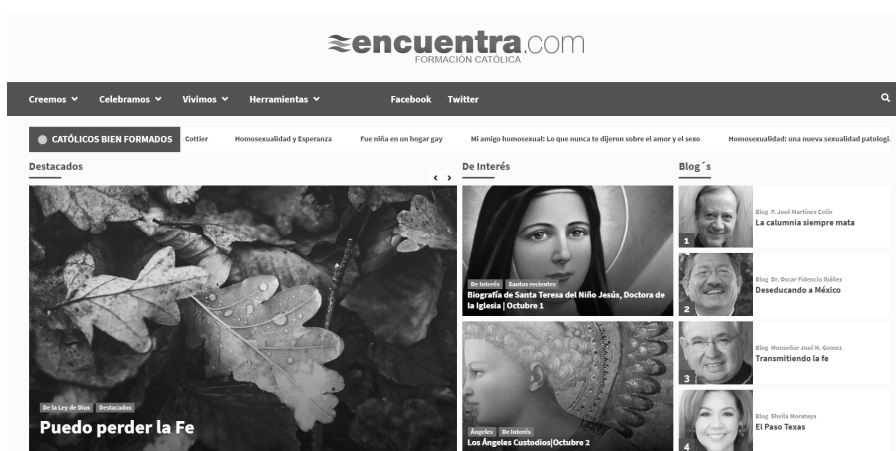 encuentra.com
FORMACIÓN CATÓLICA
Creemos Celebramos Vivimos Herramientas Facebook Twitter
CATÓLICOS BIEN FORMADOS Cottier Homosexualidad y Esperanza Fue niña en un hogar gay Mi amigo homosexual: Lo que nunca te dijeron sobre el amor y el sexo Homosexualidad: una nueva sexualidad patologi.
Destacados
De la Ley de Dios Destacados
Puedo perder la Fe
De Interés
De Interés Santos recientes
Biografía de Santa Teresa del Niño Jesús, Doctora de
la Iglesia | Octubre 1
Ángeles De Interés
Los Ángeles Custodios|Octubre 2
Blog´s
1
Blog P. José Martínez Colín
La calumnia siempre mata
2
Blog Dr. Oscar Fidencio Ibáñez
Deseducando a México
3
Blog Monseñor José H. Gomez
Transmitiendo la fe
4
Blog Sheila Morataya
El Paso Texas